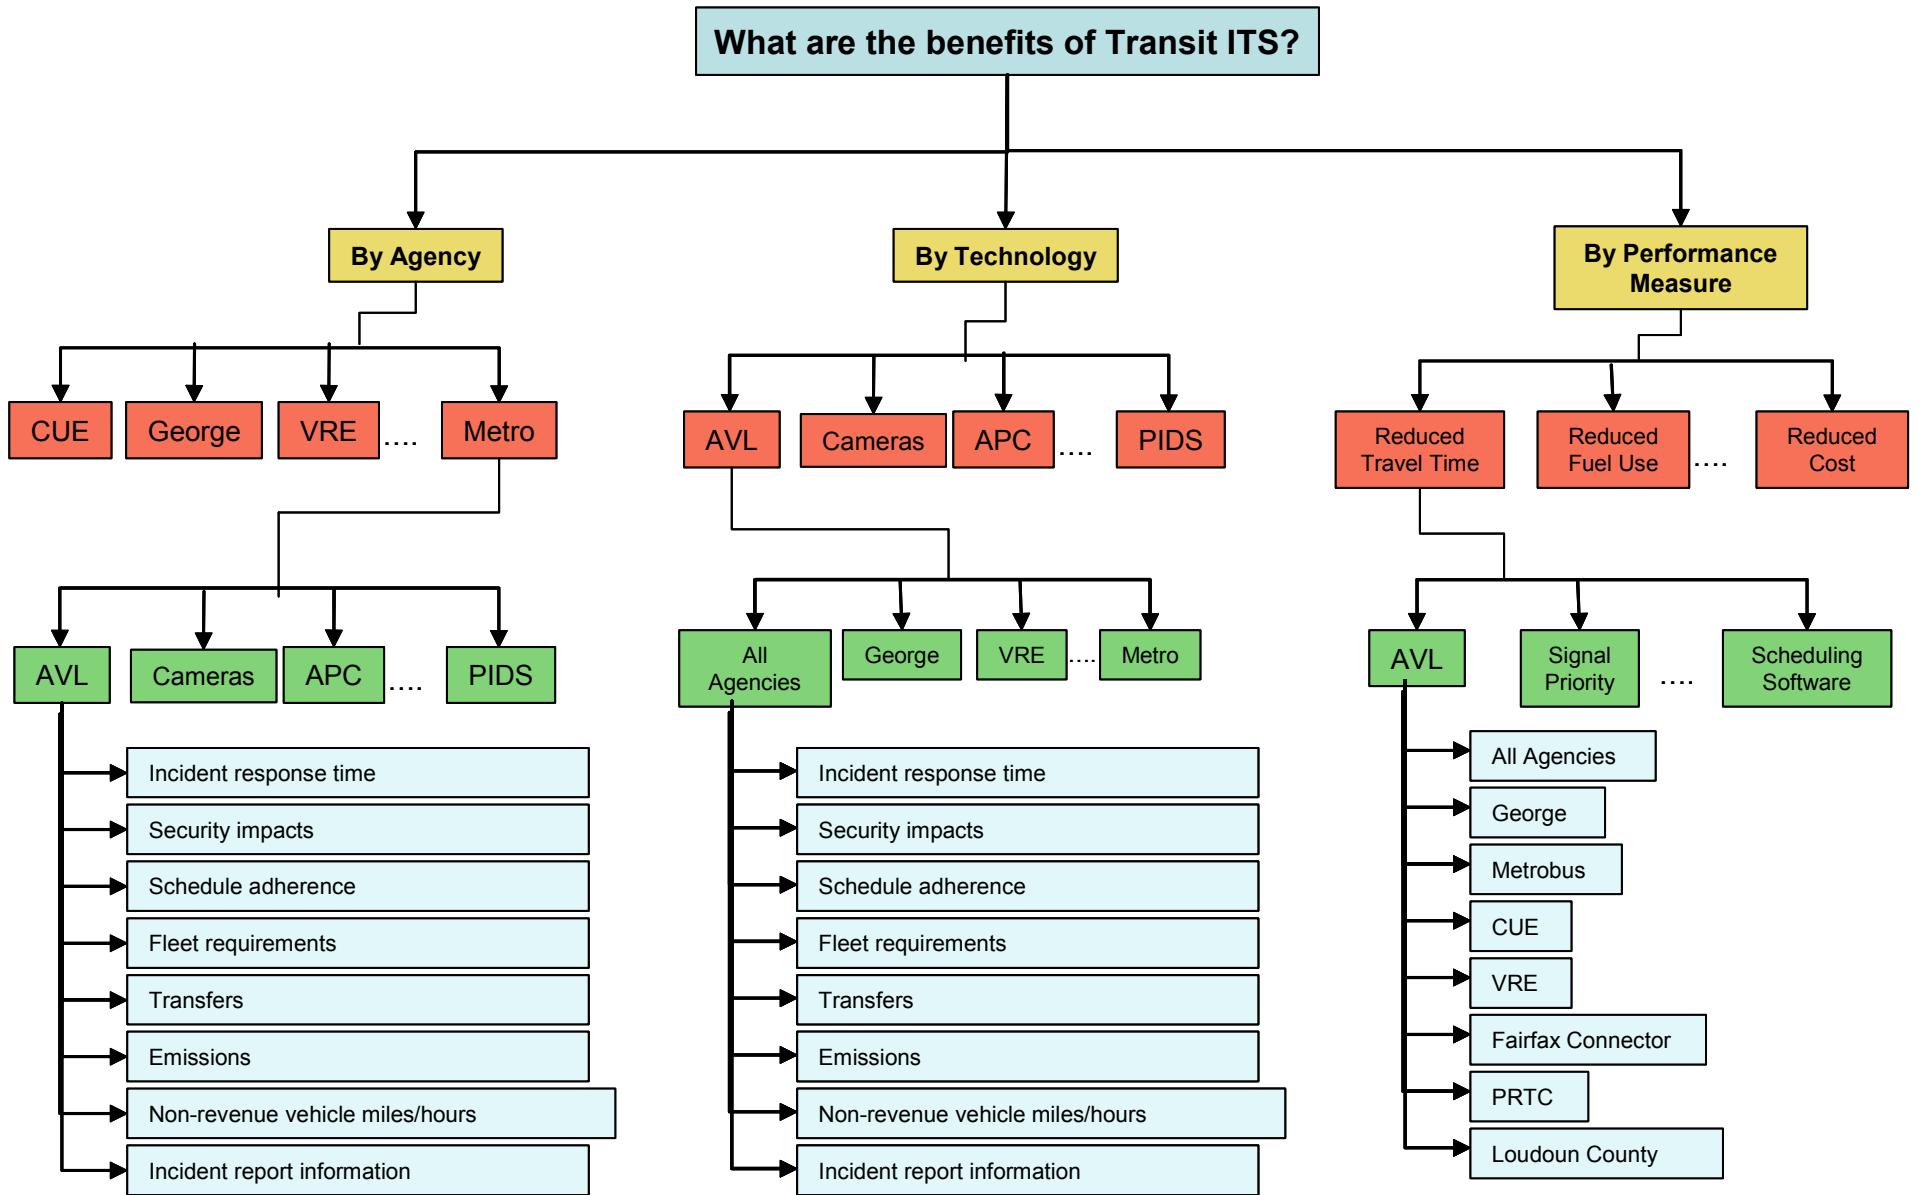 What are the benefits of Transit ITS?
By Agency
By Technology
By Performance
Measure
CUE
George
VRE
....
Metro
AVL
Cameras
APC
....
PIDS
Reduced
Travel Time
Reduced
Fuel Use
....
Reduced
Cost
AVL
Cameras
APC
....
PIDS
All
Agencies
George
VRE
....
Metro
AVL
Signal
Priority
....
Scheduling
Software
Incident response time
Security impacts
Schedule adherence
Fleet requirements
Transfers
Emissions
Non-revenue vehicle miles/hours
Incident report information
Incident response time
Security impacts
Schedule adherence
Fleet requirements
Transfers
Emissions
Non-revenue vehicle miles/hours
Incident report information
All Agencies
George
Metrobus
CUE
VRE
Fairfax Connector
PRTC
Loudoun County